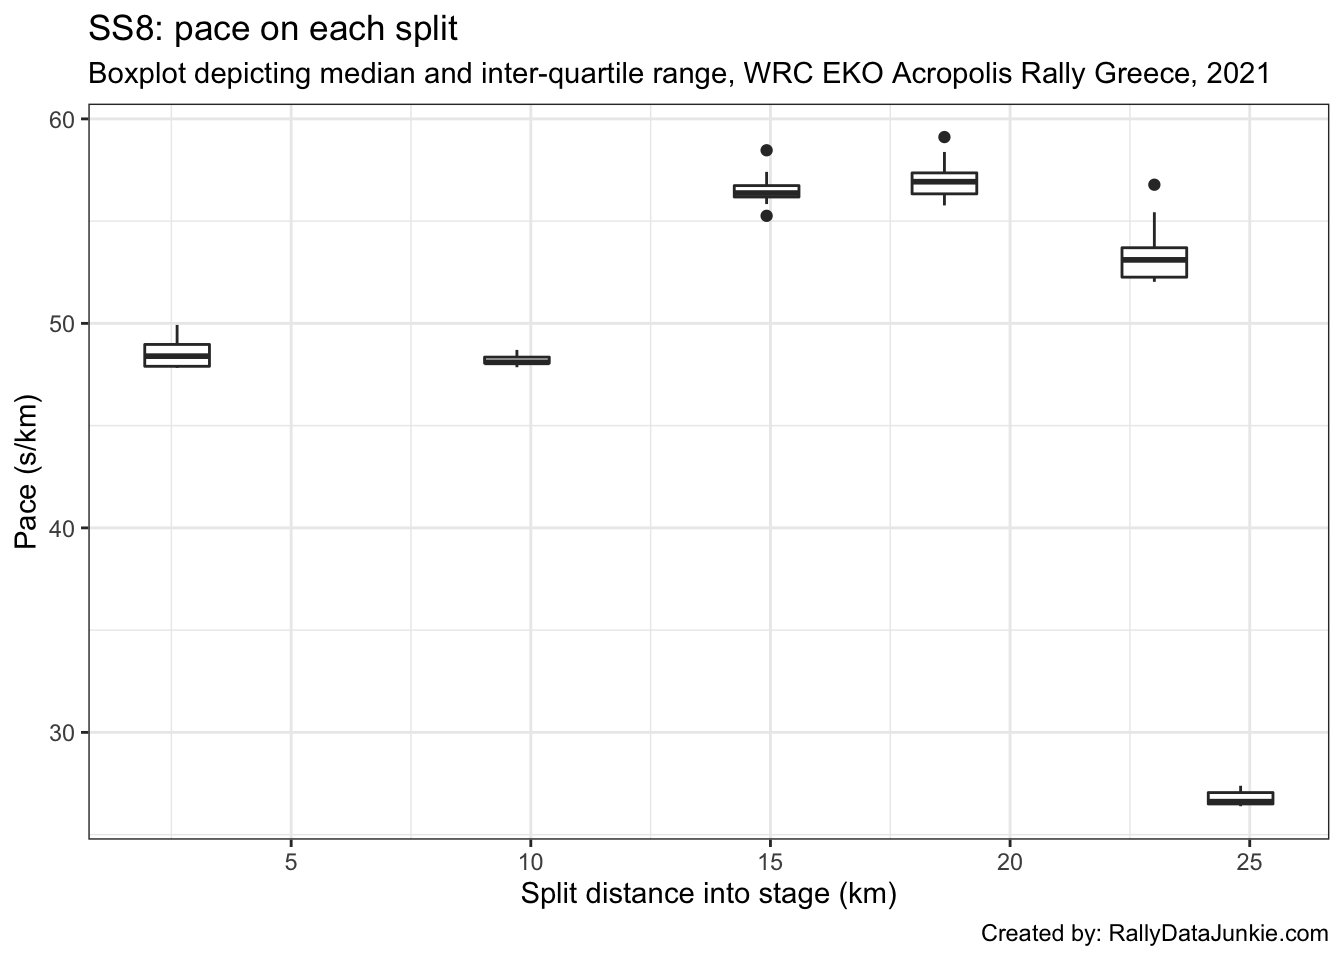 SS8: pace on each split
Boxplot depicting median and inter-quartile range, WRC EKO Acropolis Rally Greece, 2021
60
50
40
30
Pace (s/km)
5 10 15 20 25
Split distance into stage (km)
Created by: RallyDataJunkie.com